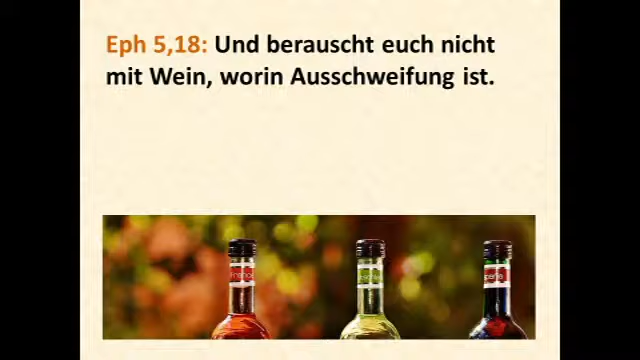 Eph 5,18: Und berauscht euch nicht
mit Wein, worin Ausschweifung ist.